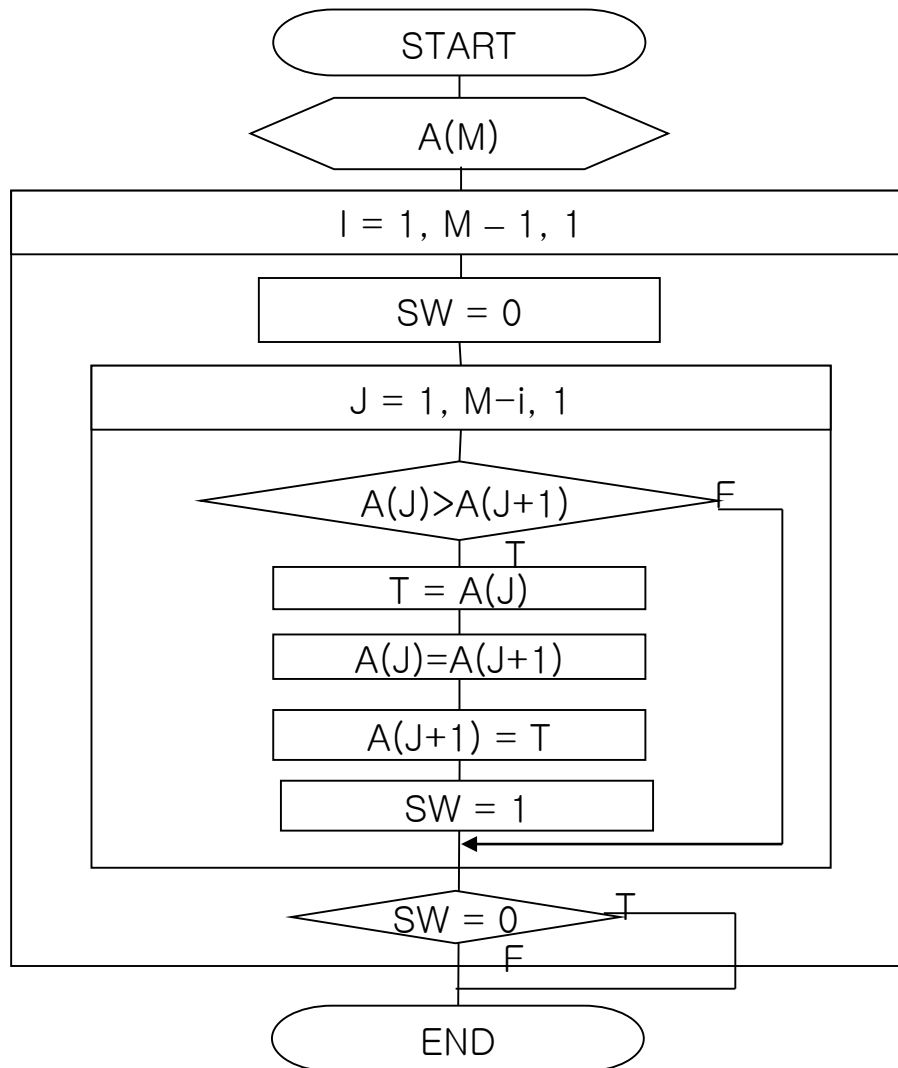 START
A(M)
I = 1, M – 1, 1
SW = 0
J = 1, M-i, 1
A(J)>A(J+1)
F
T
T = A(J)
A(J)=A(J+1)
A(J+1) = T
SW = 1
SW = 0
T
F
END